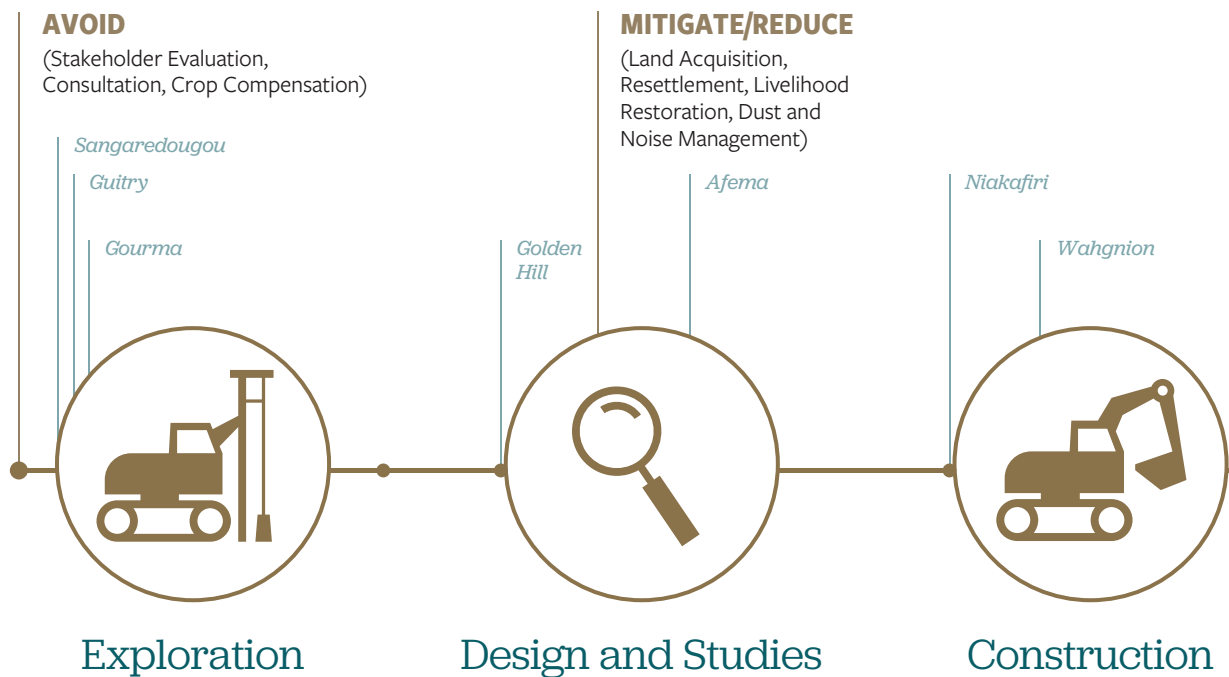 AVOID
(Stakeholder Evaluation,
Consultation, Crop Compensation)
MITIGATE/REDUCE
(Land Acquisition,
Resettlement, Livelihood
Restoration, Dust and
Noise Management)
Sangaredougou
Guitry
Gourma
Golden
Hill
Afema
Niakafiri
Wahgnion
Exploration
Design and Studies
Construction